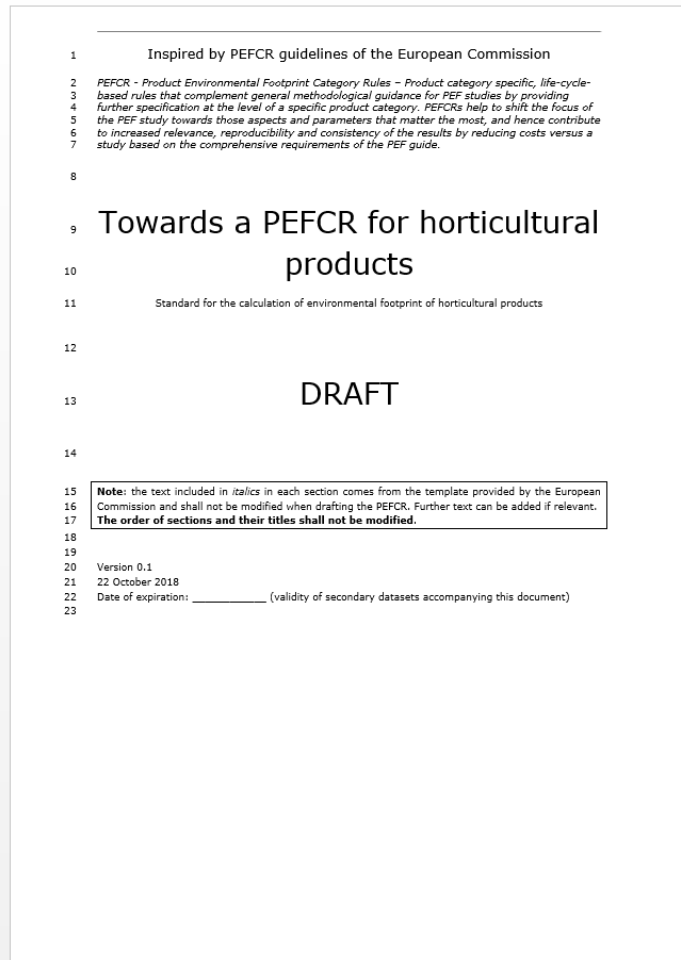 1 Inspired by PEFCR guidelines of the European Commission
2 PEFCR - Product Environmental Footprint Category Rules – Product category specific, life-cycle-
3 based rules that complement general methodological guidance for PEF studies by providing
4 further specification at the level of a specific product category. PEFCRs help to shift the focus of
5 the PEF study towards those aspects and parameters that matter the most, and hence contribute
6 to increased relevance, reproducibility and consistency of the results by reducing costs versus a
7 study based on the comprehensive requirements of the PEF guide.
8
9 Towards a PEFCR for horticultural
10 products
11 Standard for the calculation of environmental footprint of horticultural products
12
13 DRAFT
14
15 Note: the text included in italics in each section comes from the template provided by the European
16 Commission and shall not be modified when drafting the PEFCR. Further text can be added if relevant.
17 The order of sections and their titles shall not be modified.
18
19
20 Version 0.1
21 22 October 2018
22 Date of expiration: _____________ (validity of secondary datasets accompanying this document)
23